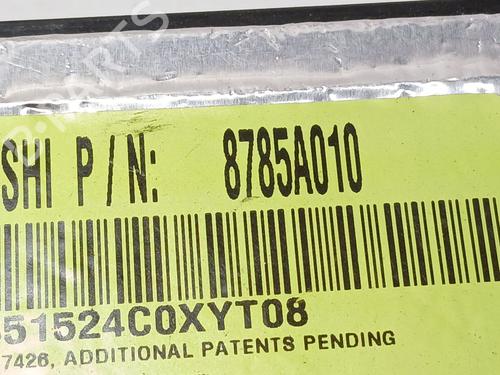 SHI P/N: 8785A010
51524C0XYT08
7426, ADDITIONAL PATENTS PENDING